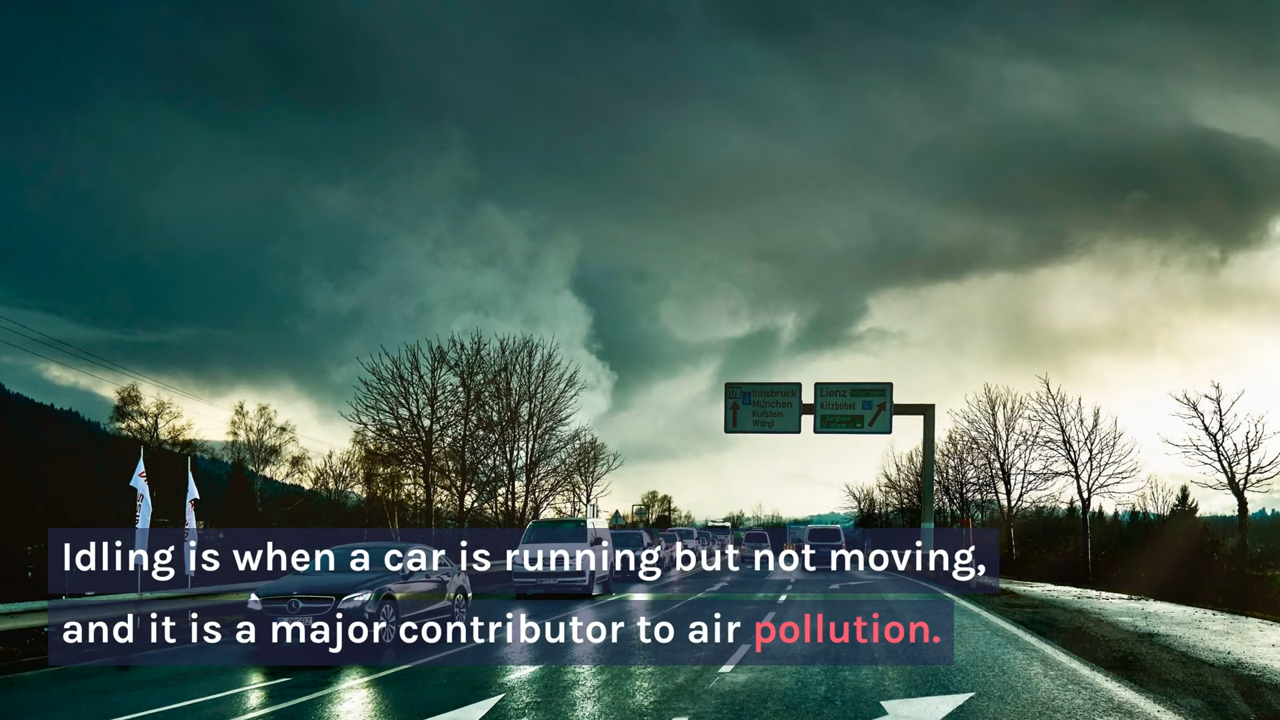 Innsbruck
München
Kufstein
Wörgl
Lienz
Kitzbühel
Idling is when a car is running but not moving,
and it is a major contributor to air pollution.